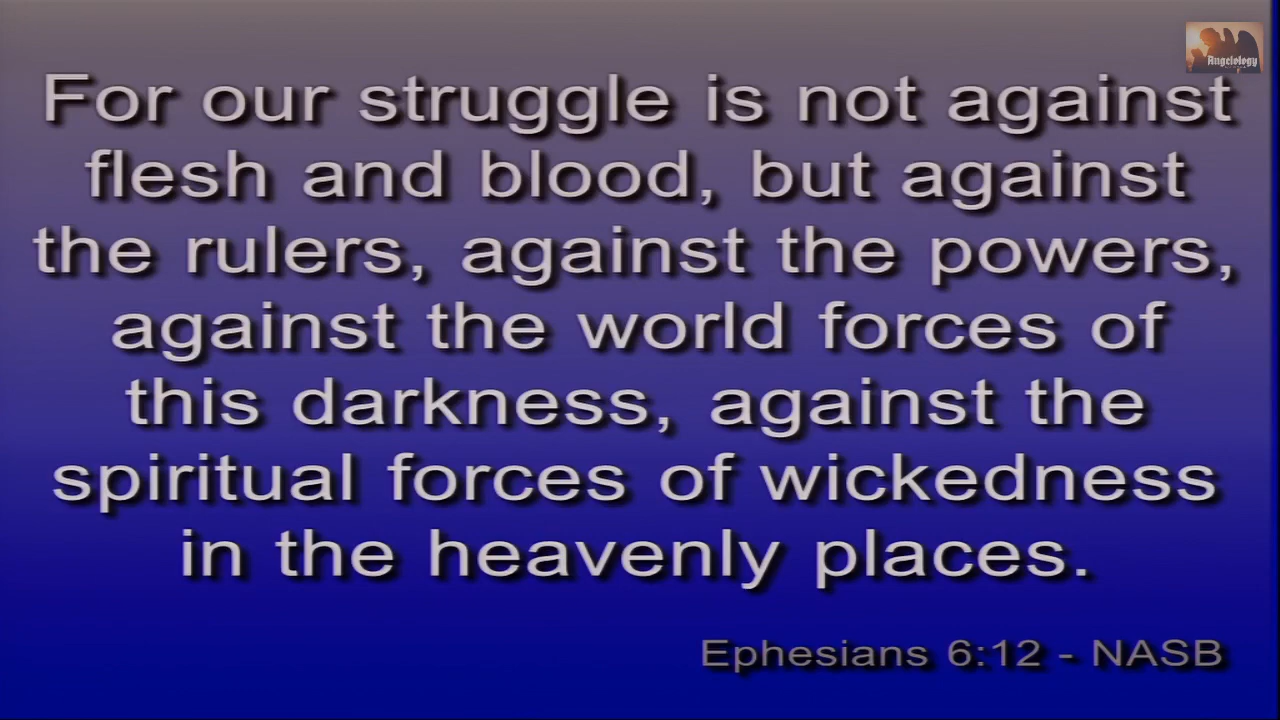 Angelology
For our struggle is not against
flesh and blood, but against
the rulers, against the powers,
against the world forces of
this darkness, against the
spiritual forces of wickedness
in the heavenly places.
Ephesians 6:12 - NASB